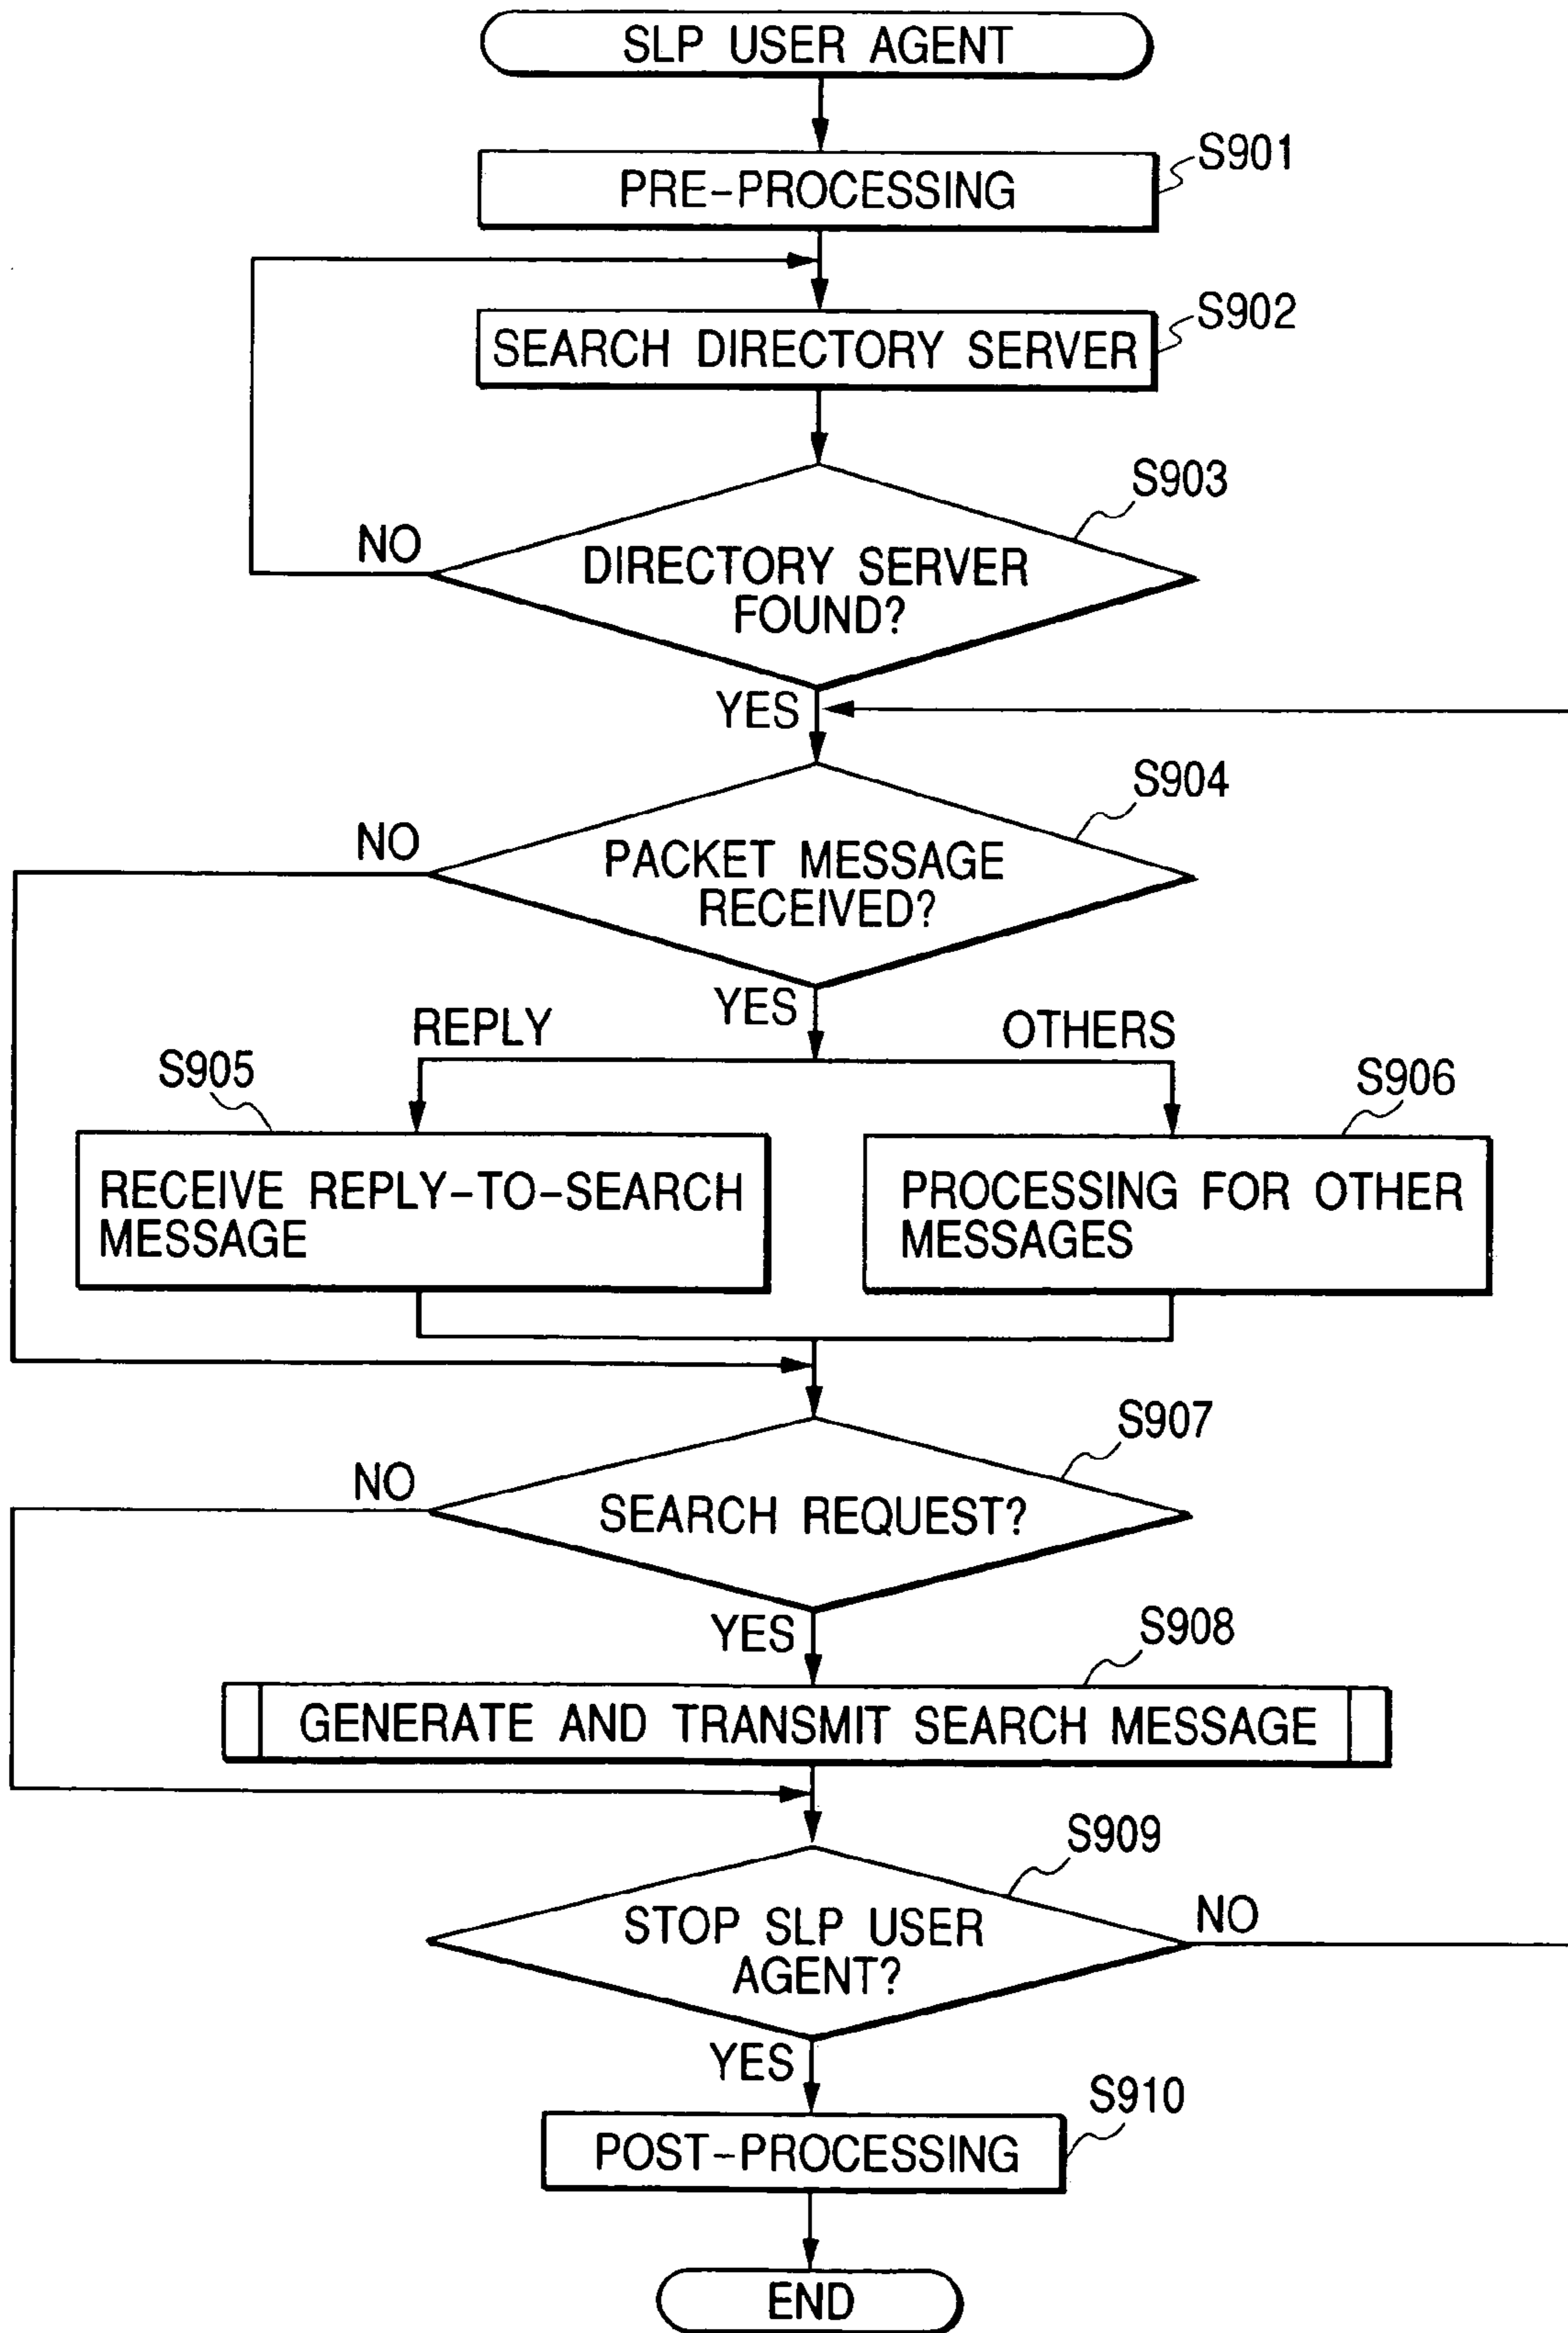 SLP USER AGENT
S901
PRE-PROCESSING
S902
SEARCH DIRECTORY SERVER
S903
NO
DIRECTORY SERVER
FOUND?
YES
S904
NO
PACKET MESSAGE
RECEIVED?
YES
REPLY
OTHERS
S905
S906
RECEIVE REPLY-TO-SEARCH
MESSAGE
PROCESSING FOR OTHER
MESSAGES
S907
NO
SEARCH REQUEST?
YES
S908
GENERATE AND TRANSMIT SEARCH MESSAGE
S909
STOP SLP USER
AGENT?
NO
YES
S910
POST-PROCESSING
END